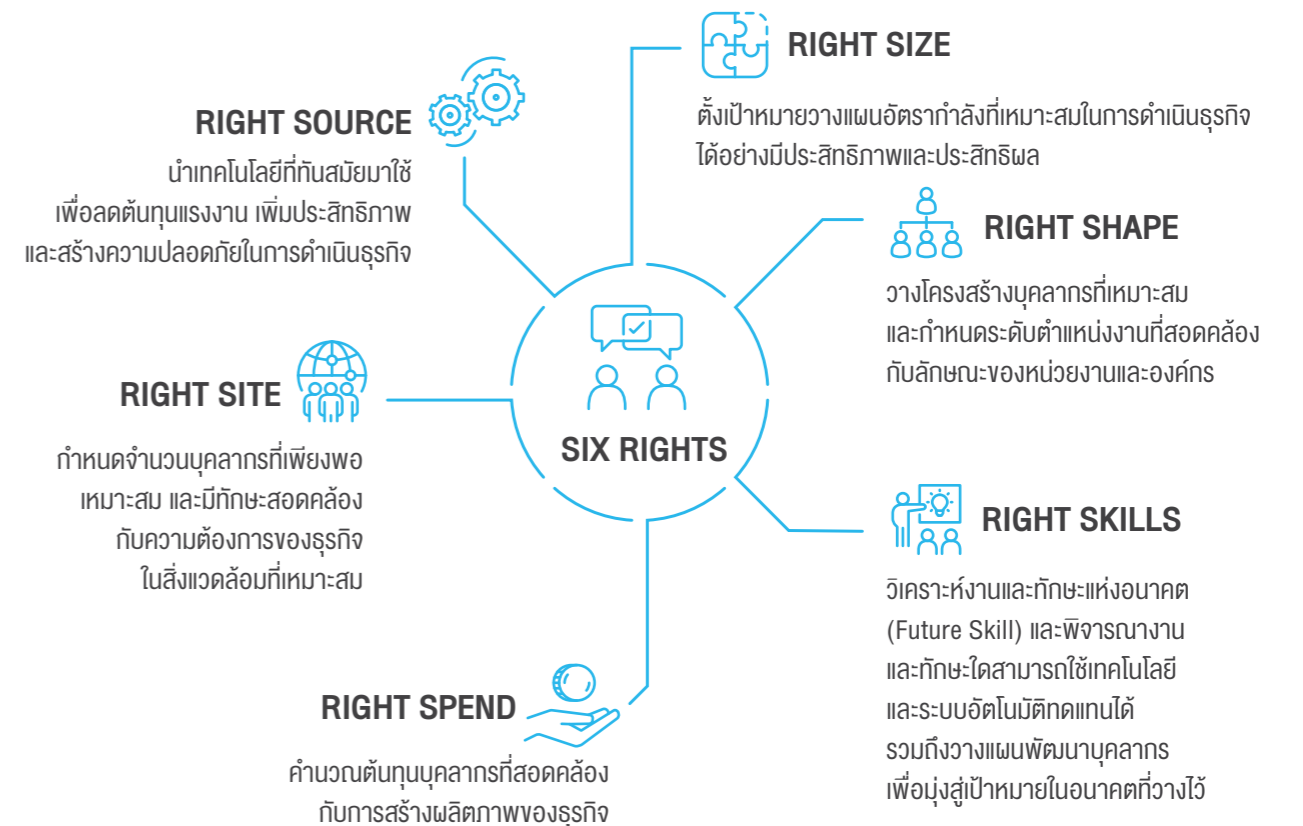 RIGHT SIZE
ตั้งเป้าหมายวางแผนอัตรากำลังที่เหมาะสมในการดำเนินธุรกิจ
ได้อย่างมีประสิทธิภาพและประสิทธิผล
RIGHT SOURCE
นำเทคโนโลยีที่ทันสมัยมาใช้
เพื่อลดต้นทุนแรงงาน เพิ่มประสิทธิภาพ
และสร้างความปลอดภัยในการดำเนินธุรกิจ
RIGHT SHAPE
วางโครงสร้างบุคลากรที่เหมาะสม
และกำหนดระดับตำแหน่งงานที่สอดคล้อง
กับลักษณะของหน่วยงานและองค์กร
RIGHT SITE
กำหนดจำนวนบุคลากรที่เพียงพอ
เหมาะสม และมีทักษะสอดคล้อง
กับความต้องการของธุรกิจ
ในสิ่งแวดล้อมที่เหมาะสม
SIX RIGHTS
RIGHT SKILLS
วิเคราะห์งานและทักษะแห่งอนาคต
(Future Skill) และพิจารณางาน
และทักษะใดสามารถใช้เทคโนโลยี
และระบบอัตโนมัติทดแทนได้
รวมถึงวางแผนพัฒนาบุคลากร
เพื่อมุ่งสู่เป้าหมายในอนาคตที่วางไว้
RIGHT SPEND
คำนวณต้นทุนบุคลากรที่สอดคล้อง
กับการสร้างผลิตภาพของธุรกิจ